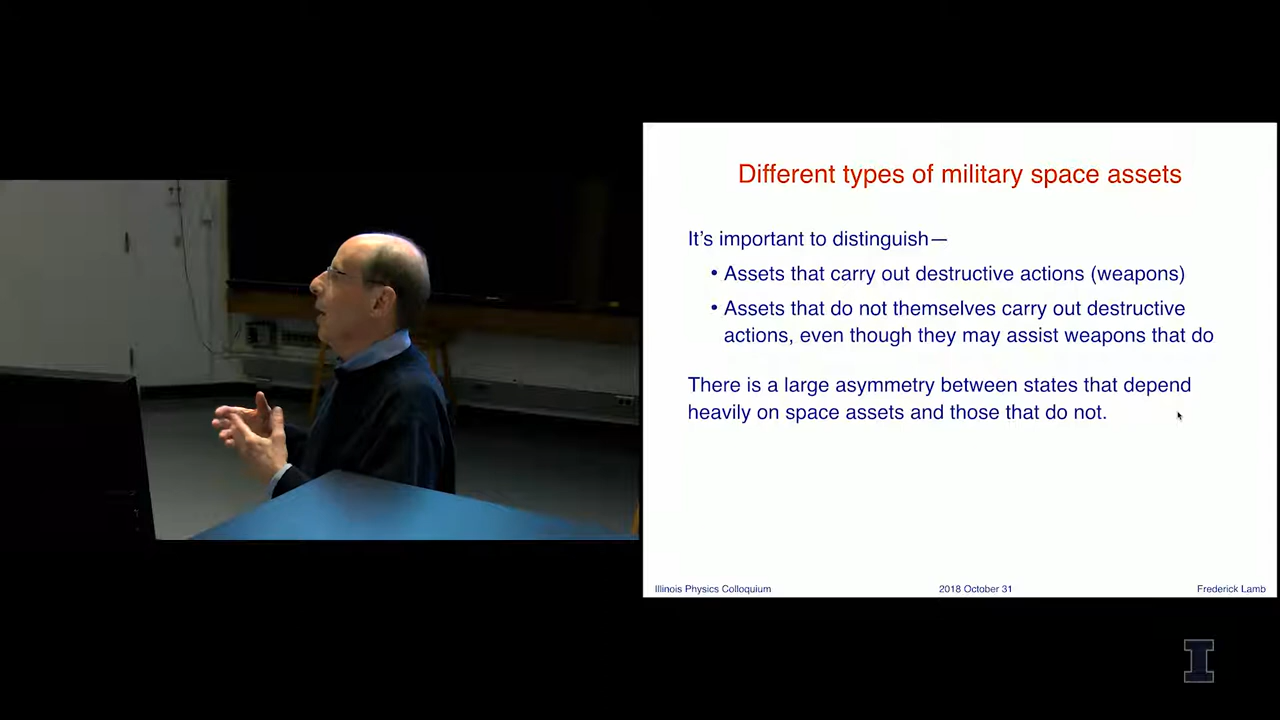 Different types of military space assets
It's important to distinguish—
• Assets that carry out destructive actions (weapons)
• Assets that do not themselves carry out destructive
actions, even though they may assist weapons that do
There is a large asymmetry between states that depend
heavily on space assets and those that do not.
Illinois Physics Colloquium
2018 October 31
Frederick Lamb
I